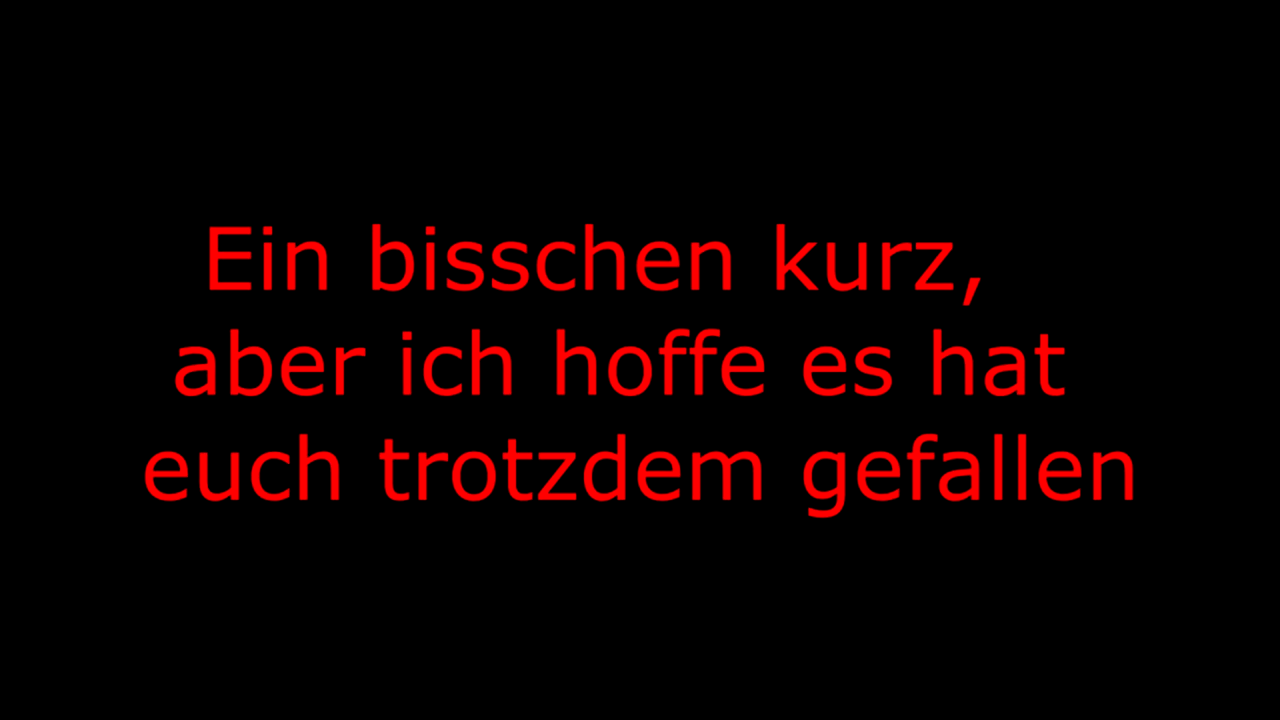 Ein bisschen kurz,
aber ich hoffe es hat
euch trotzdem gefallen